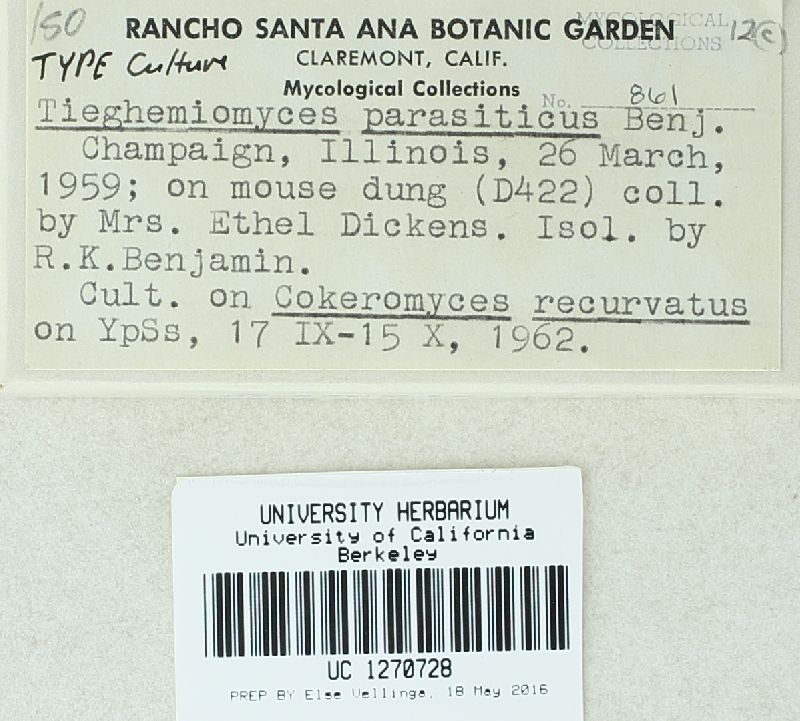 ISO
RANCHO SANTA ANA BOTANIC GARDEN
MYCOLOGICAL COLLECTIONS
12(c)
TYPE Culture
CLAREMONT, CALIF.
Mycological Collections
No. 861
Tieghemiomyces parasiticus Benj.
Champaign, Illinois, 26 March,
1959; on mouse dung (D422) coll.
by Mrs. Ethel Dickens. Isol. by
R.K.Benjamin.
Cult. on Cokeromyces recurvatus
on YpSs, 17 IX-15 X, 1962.
UNIVERSITY HERBARIUM
University of California
Berkeley
UC 1270728
PREP BY Else Vellinga, 18 May 2016